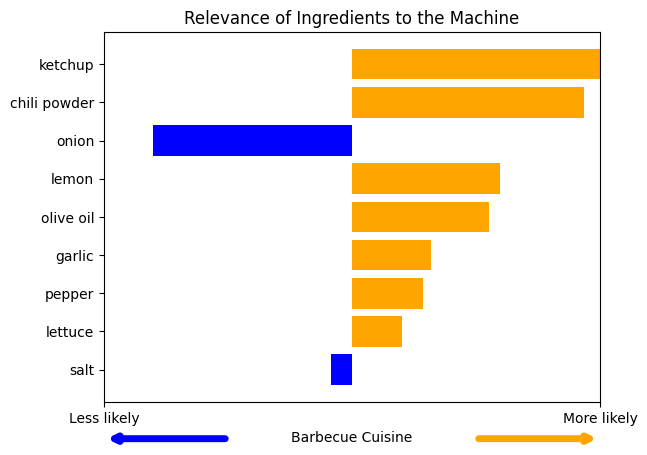 Relevance of Ingredients to the Machine
ketchup
chili powder
onion
lemon
olive oil
garlic
pepper
lettuce
salt
Less likely
More likely
Barbecue Cuisine